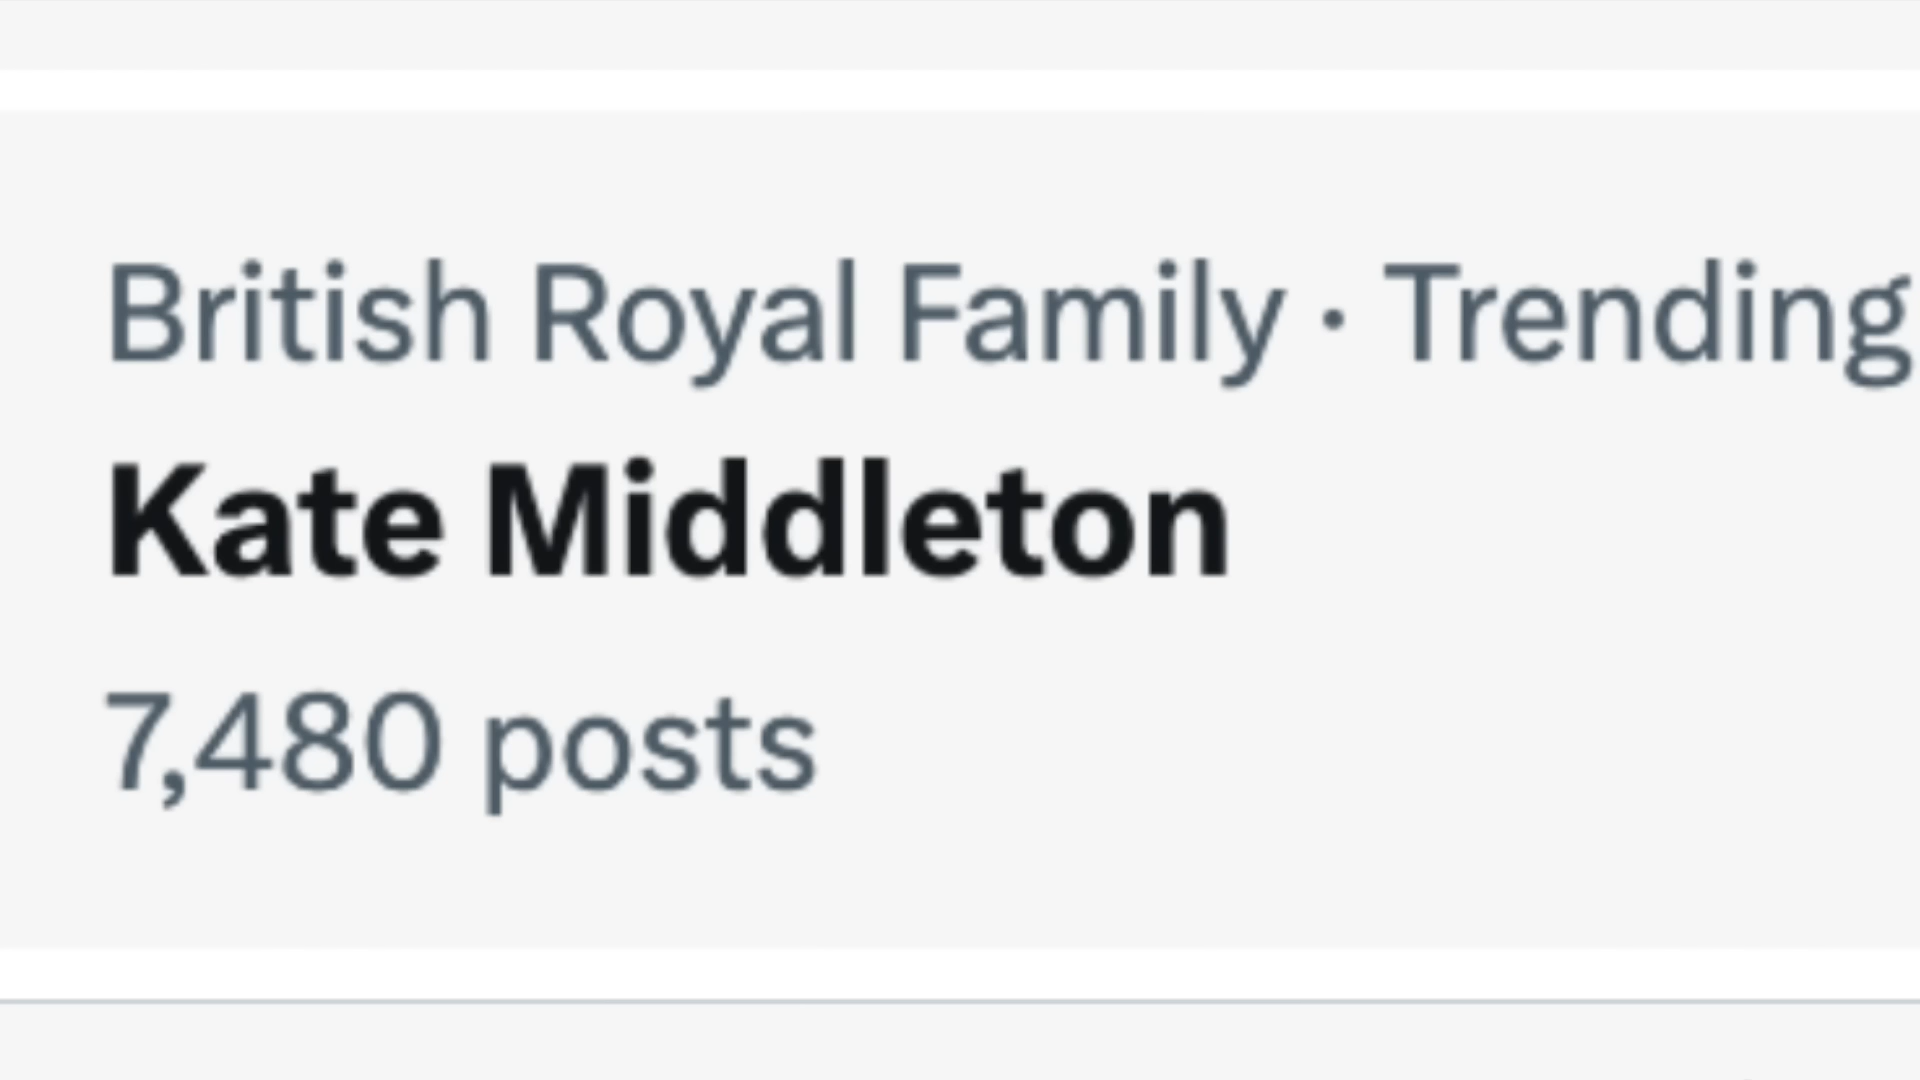 British Royal Family · Trending
Kate Middleton
7,480 posts